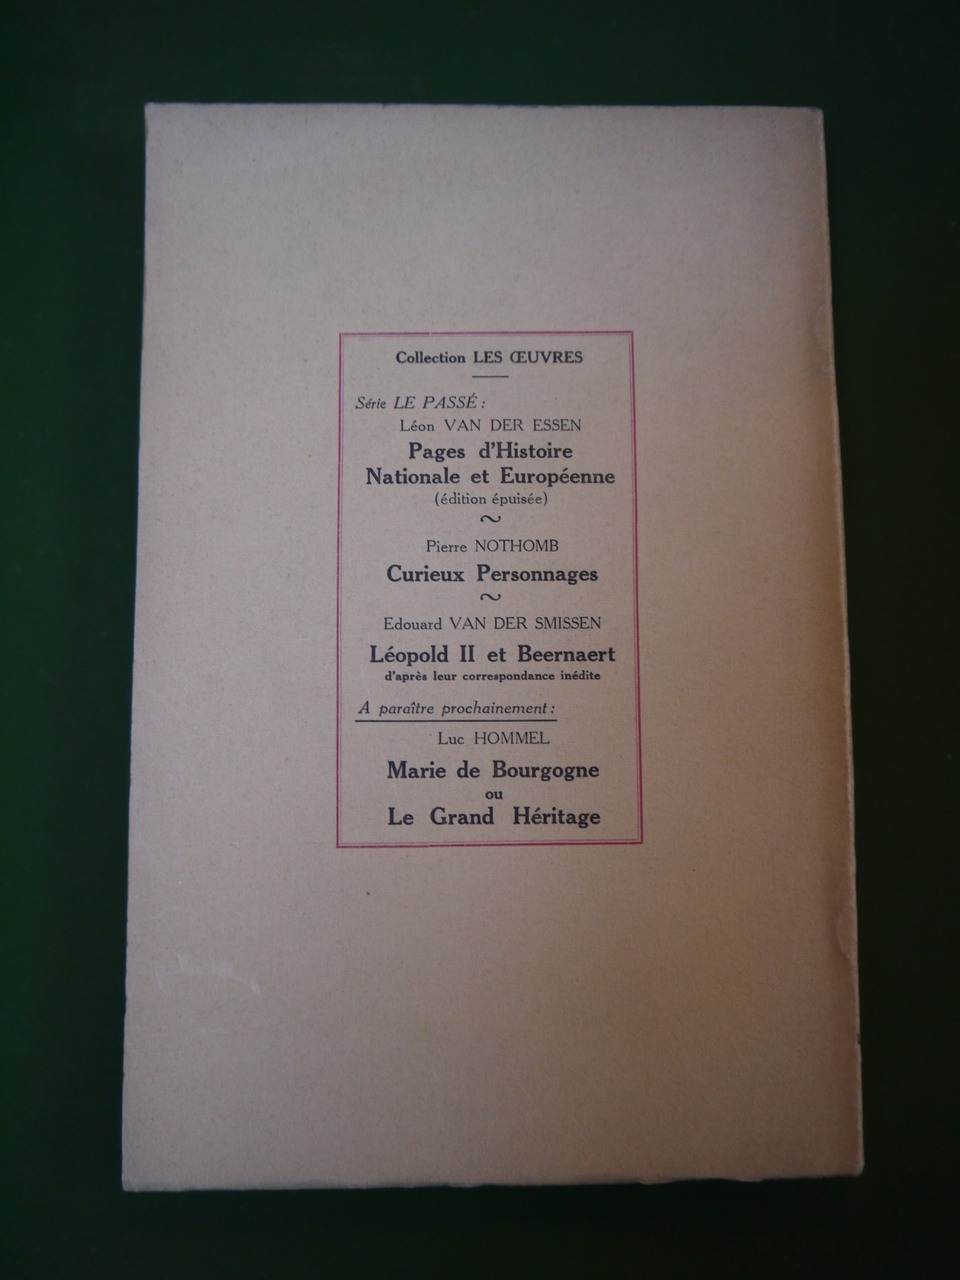 Collection LES ŒUVRES
Série LE PASSÉ :
Léon VAN DER ESSEN
Pages d'Histoire
Nationale et Européenne
(édition épuisée)
Pierre NOTHOMB
Curieux Personnages
Edouard VAN DER SMISSEN
Léopold II et Beernaert
d'après leur correspondance inédite
A paraître prochainement :
Luc HOMMEL
Marie de Bourgogne
ou
Le Grand Héritage